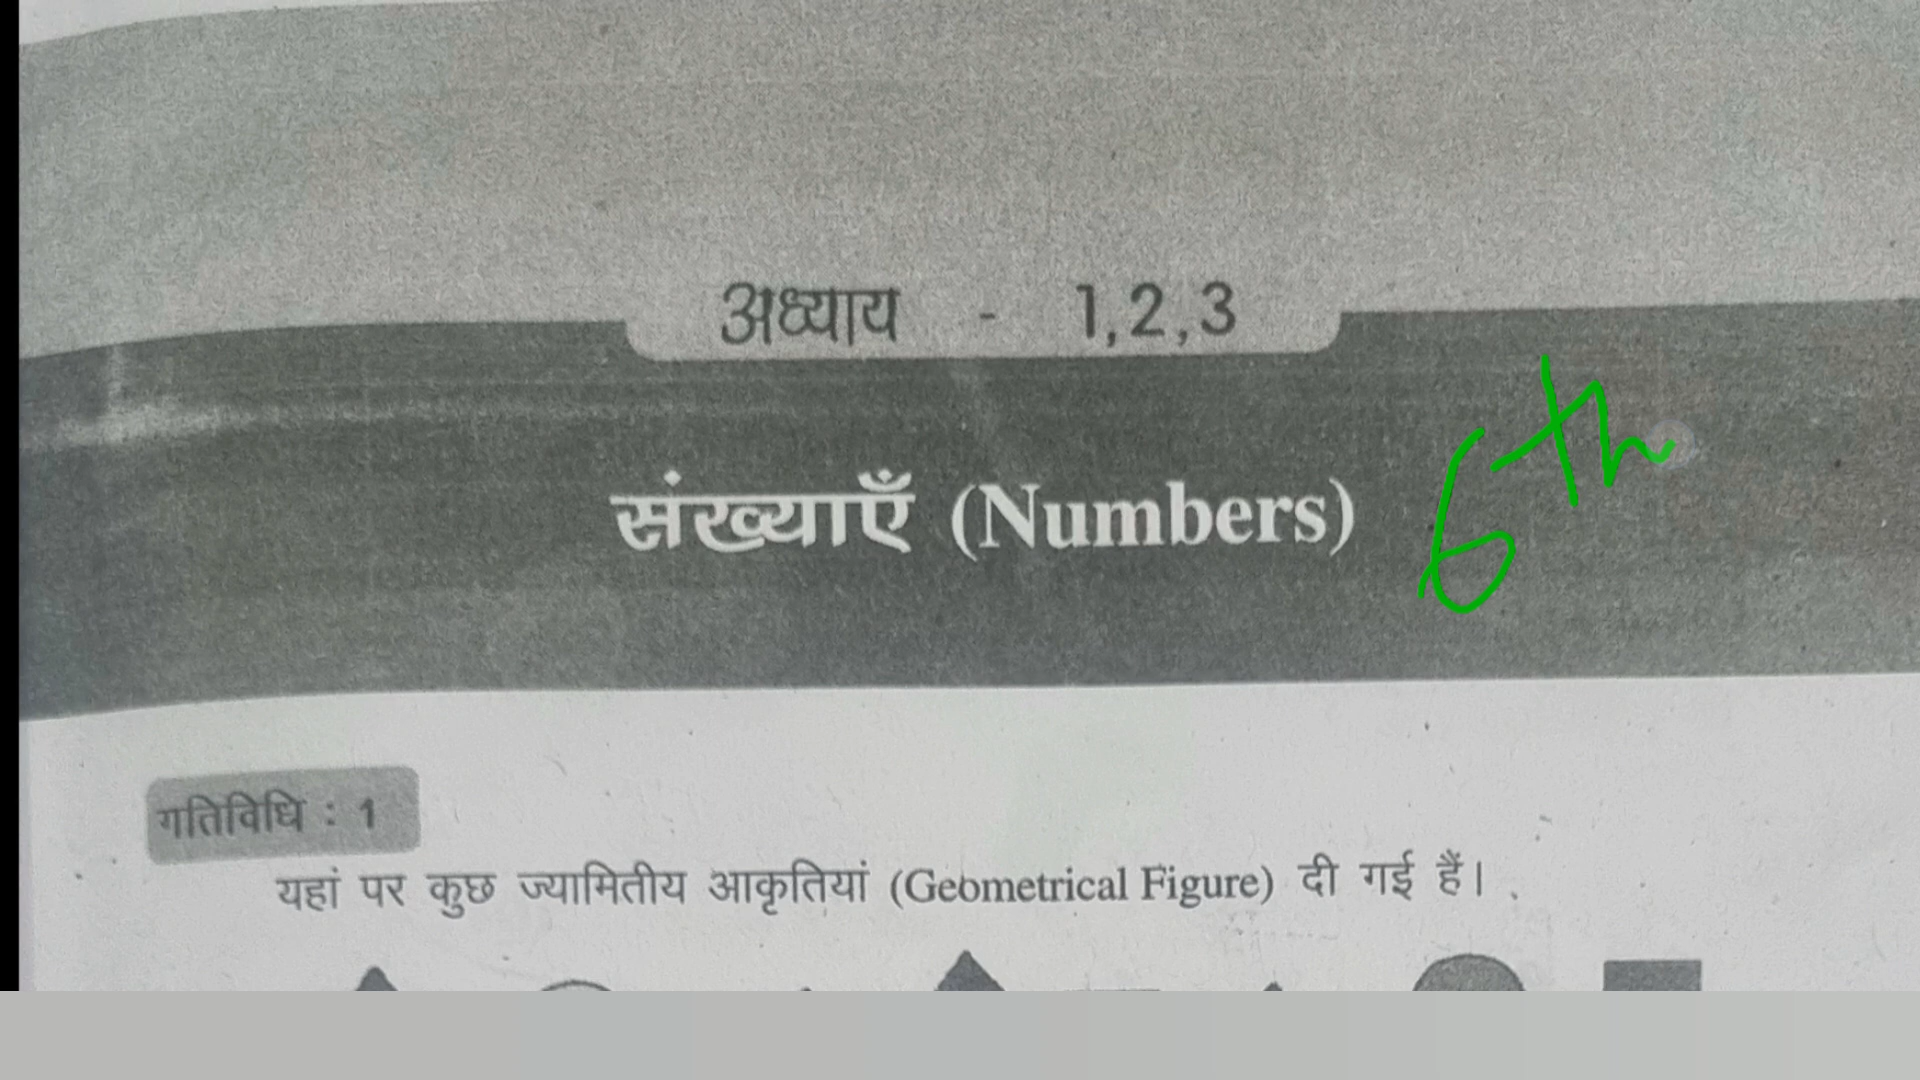 अध्याय - 1,2,3
संख्याएँ (Numbers)
6th
गतिविधि : 1
यहां पर कुछ ज्यामितीय आकृतियां (Geometrical Figure) दी गई हैं।